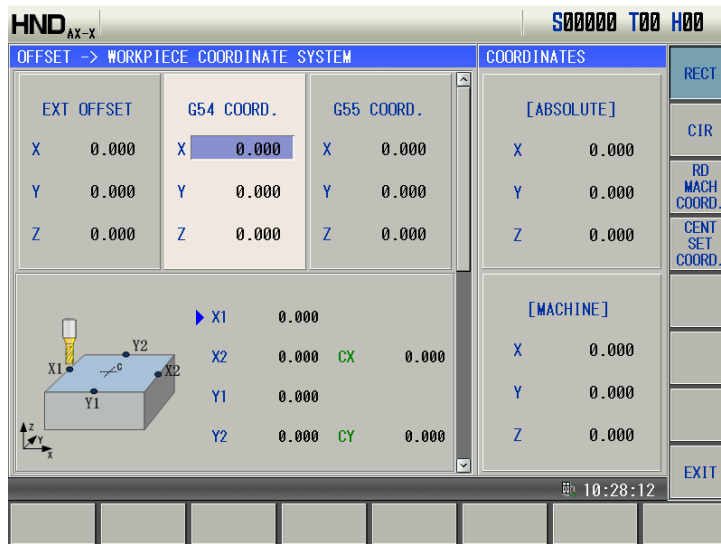 HND AX-X S00000 T00 H00
OFFSET -> WORKPIECE COORDINATE SYSTEM
EXT OFFSET G54 COORD. G55 COORD.
X 0.000 X 0.000 X 0.000
Y 0.000 Y 0.000 Y 0.000
Z 0.000 Z 0.000 Z 0.000
X1 0.000
X2 0.000 CX 0.000
Y1 0.000
Y2 0.000 CY 0.000
Y2
X1 C X2
Y1
Z
Y
X
COORDINATES
[ABSOLUTE]
X 0.000
Y 0.000
Z 0.000
[MACHINE]
X 0.000
Y 0.000
Z 0.000
10:28:12
RECT
CIR
RD
MACH
COORD.
CENT
SET
COORD.
EXIT